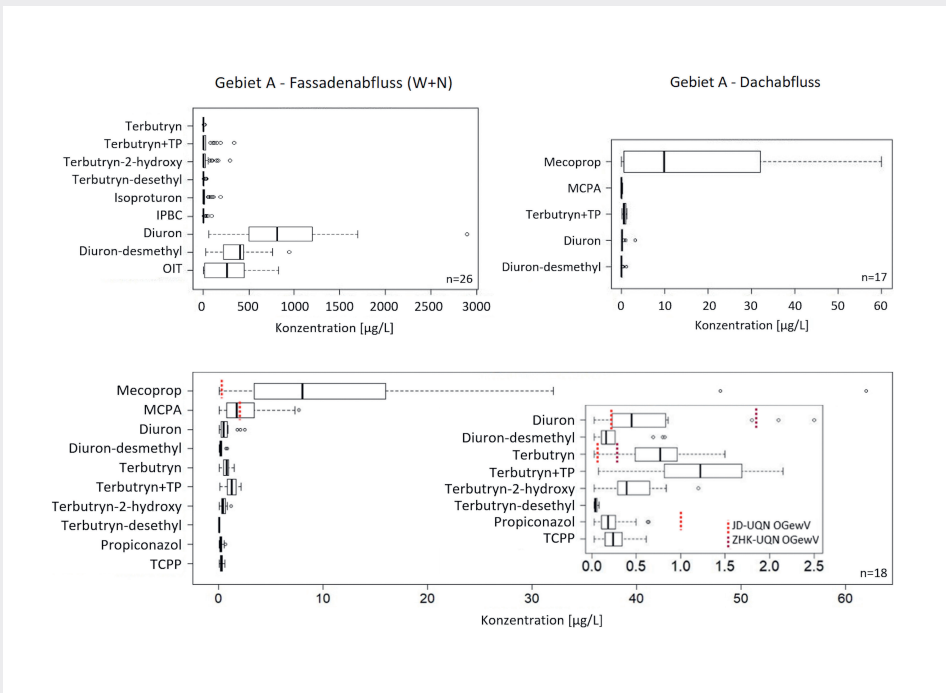 Gebiet A - Fassadenabfluss (W+N)
Terbutryn
Terbutryn+TP
Terbutryn-2-hydroxy
Terbutryn-desethyl
Isoproturon
IPBC
Diuron
Diuron-desmethyl
OIT
n=26
0 500 1000 1500 2000 2500 3000
Konzentration [µg/L]
Gebiet A - Dachabfluss
Mecoprop
MCPA
Terbutryn+TP
Diuron
Diuron-desmethyl
n=17
0 10 20 30 40 50 60
Konzentration [µg/L]
Mecoprop
MCPA
Diuron
Diuron-desmethyl
Terbutryn
Terbutryn+TP
Terbutryn-2-hydroxy
Terbutryn-desethyl
Propiconazol
TCPP
Diuron
Diuron-desmethyl
Terbutryn
Terbutryn+TP
Terbutryn-2-hydroxy
Terbutryn-desethyl
Propiconazol
TCPP
JD-UQN OGewV
ZHK-UQN OGewV
0.0 0.5 1.0 1.5 2.0 2.5
n=18
0 10 20 30 40 50 60
Konzentration [µg/L]